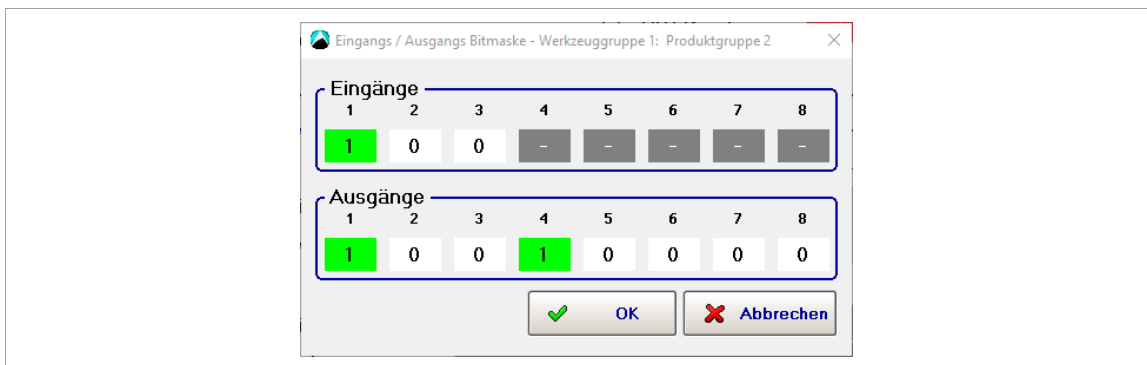 Eingangs / Ausgangs Bitmaske - Werkzeuggruppe 1: Produktgruppe 2
Eingänge
1 2 3 4 5 6 7 8
1 0 0 - - - - -
Ausgänge
1 2 3 4 5 6 7 8
1 0 0 1 0 0 0 0
OK Abbrechen